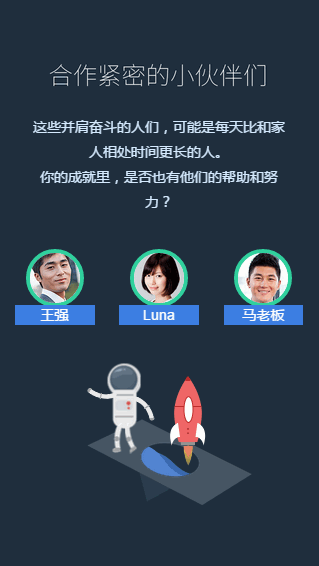 合作紧密的小伙伴们
这些并肩奋斗的人们，可能是每天比和家
人相处时间更长的人。
你的成就里，是否也有他们的帮助和努
力？
王强 Luna 马老板